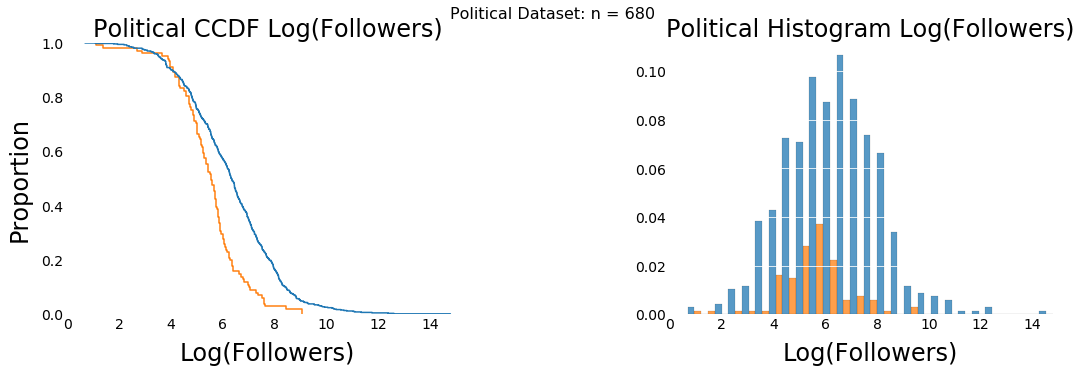 Political Dataset: n = 680
Political CCDF Log(Followers)
Proportion
1.0
0.8
0.6
0.4
0.2
0.0
0 2 4 6 8 10 12 14
Log(Followers)
Political Histogram Log(Followers)
0.10
0.08
0.06
0.04
0.02
0.00
0 2 4 6 8 10 12 14
Log(Followers)